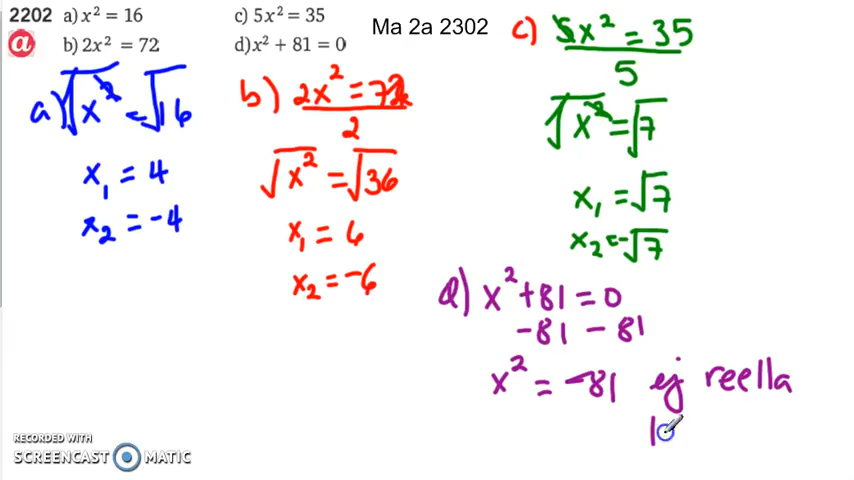 2202 a) x² = 16 c) 5x² = 35
a b) 2x² = 72 d) x² + 81 = 0
Ma 2a 2302
a) √x² = √16
x₁ = 4
x₂ = -4
b) 2x² = 72
2
√x² = √36
x₁ = 6
x₂ = -6
c) 5x² = 35
5
√x² = √7
x₁ = √7
x₂ = -√7
d) x² + 81 = 0
-81 - 81
x² = -81 ej reella
RECORDED WITH
SCREENCAST MATIC